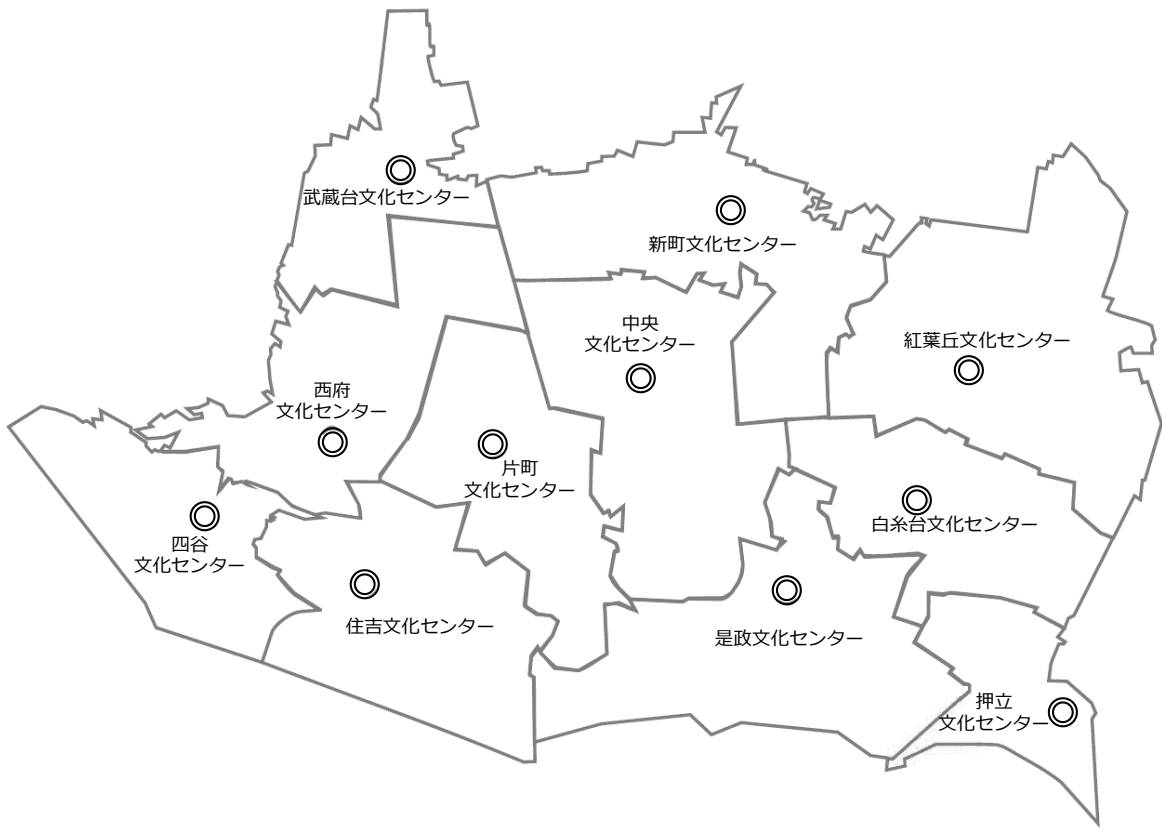 武蔵台文化センター
新町文化センター
中央
文化センター
紅葉丘文化センター
西府
文化センター
片町
文化センター
白糸台文化センター
四谷
文化センター
住吉文化センター
是政文化センター
押立
文化センター